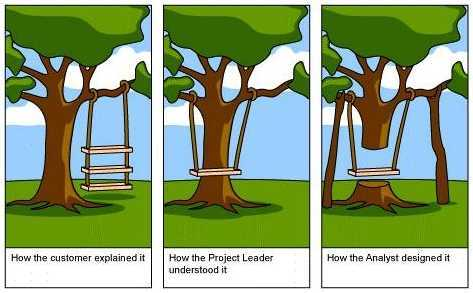 How the customer explained it
How the Project Leader
understood it
How the Analyst designed it